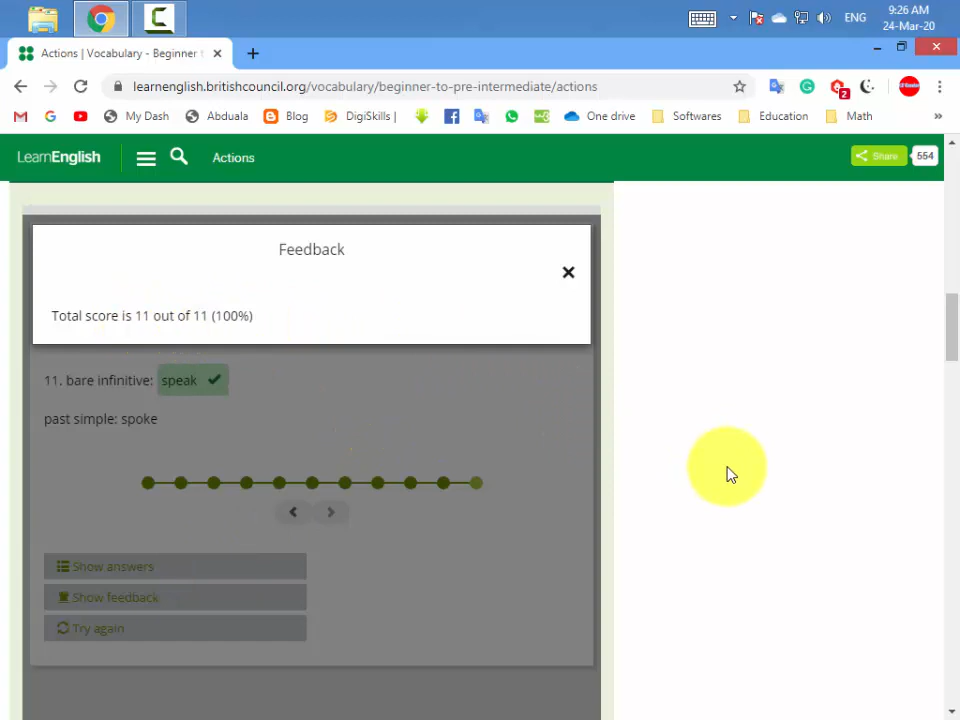 9:26 AM
ENG
24-Mar-20
Actions | Vocabulary - Beginner t
learnenglish.britishcouncil.org/vocabulary/beginner-to-pre-intermediate/actions
2
My Dash
Abduala
Blog
DigiSkills |
One drive
Softwares
Education
Math
»
LearnEnglish
Actions
Share
554
Feedback
Total score is 11 out of 11 (100%)
11. bare infinitive: speak
past simple: spoke
Show answers
Show feedback
Try again